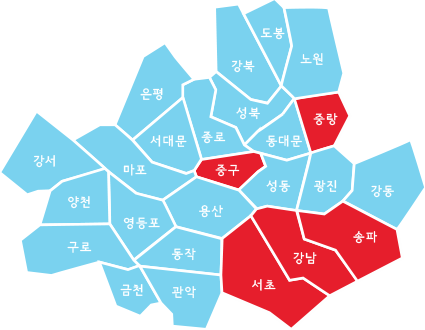 도봉
노원
강북
은평
성북
중랑
서대문
종로
동대문
강서
마포
중구
성동
광진
강동
양천
영등포
용산
송파
구로
동작
강남
서초
금천
관악